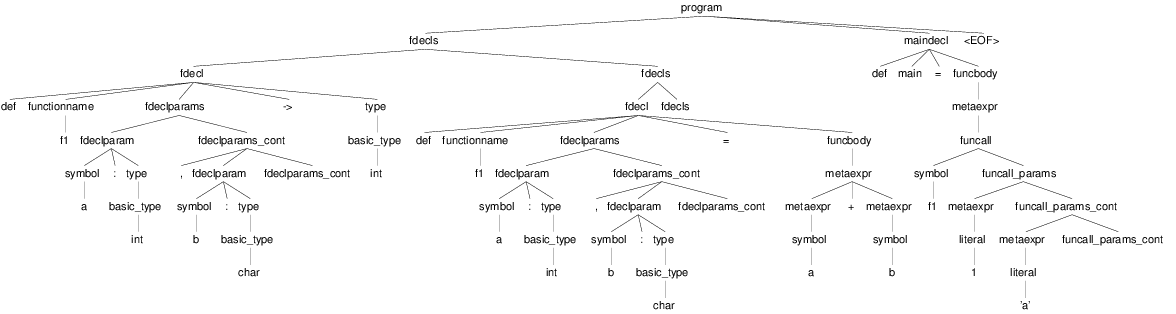 program
fdecls maindecl <EOF>
fdecl fdecls def main = funcbody
def functionname fdeclparams -> type fdecl fdecls metaexpr
f1 fdeclparam fdeclparams_cont basic_type def functionname fdeclparams = funcbody funcall
symbol : type , fdeclparam fdeclparams_cont int f1 fdeclparam fdeclparams_cont metaexpr symbol funcall_params
a basic_type symbol : type symbol : type , fdeclparam fdeclparams_cont metaexpr + metaexpr f1 metaexpr funcall_params_cont
int b basic_type a basic_type symbol : type symbol symbol literal metaexpr funcall_params_cont
char int b basic_type a b 1 literal
char 'a'